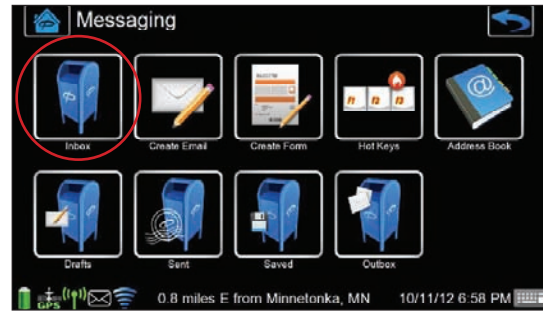 Messaging
Inbox
Create Email
Create Form
Hot Keys
Address Book
n n n
@
Drafts
Sent
Saved
Outbox
GPS
0.8 miles E from Minnetonka, MN
10/11/12 6:58 PM